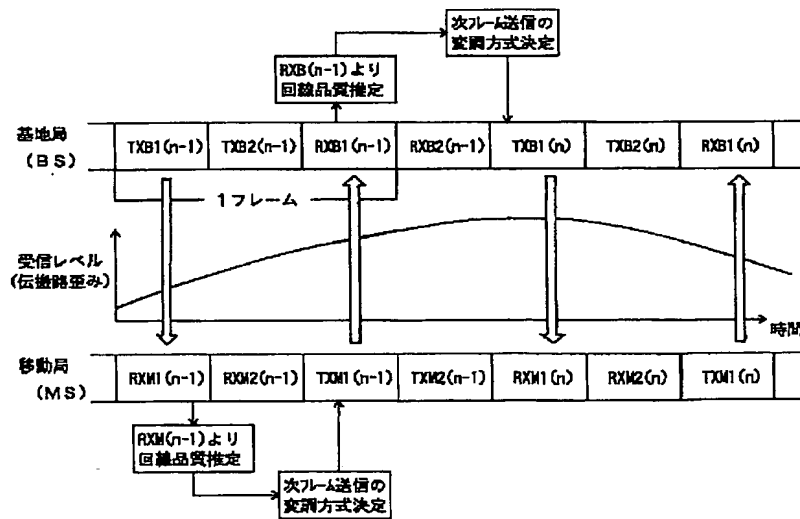 次フレーム送信の
変調方式決定
RXB(n-1)より
回線品質推定
基地局
(BS)
TXB1(n-1)
TXB2(n-1)
RXB1(n-1)
RXB2(n-1)
TXB1(n)
TXB2(n)
RXB1(n)
1フレーム
受信レベル
(伝搬路歪み)
時間
移動局
(MS)
RXM1(n-1)
RXM2(n-1)
TXM1(n-1)
TXM2(n-1)
RXM1(n)
RXM2(n)
TXM1(n)
RXM(n-1)より
回線品質推定
次フレーム送信の
変調方式決定